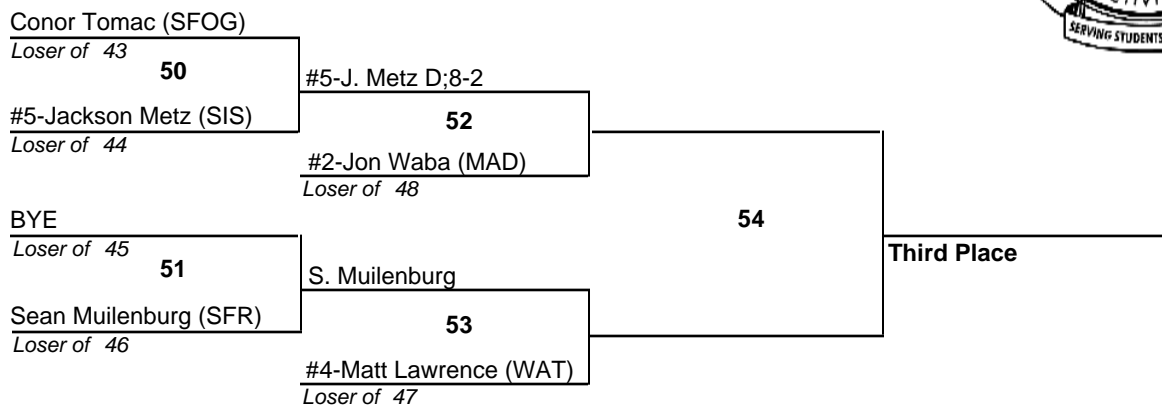 SERVING STUDENTS
Conor Tomac (SFOG)
Loser of 43
50
#5-J. Metz D;8-2
#5-Jackson Metz (SIS)
Loser of 44
52
#2-Jon Waba (MAD)
Loser of 48
BYE
Loser of 45
54
51
Third Place
S. Muilenburg
Sean Muilenburg (SFR)
Loser of 46
53
#4-Matt Lawrence (WAT)
Loser of 47